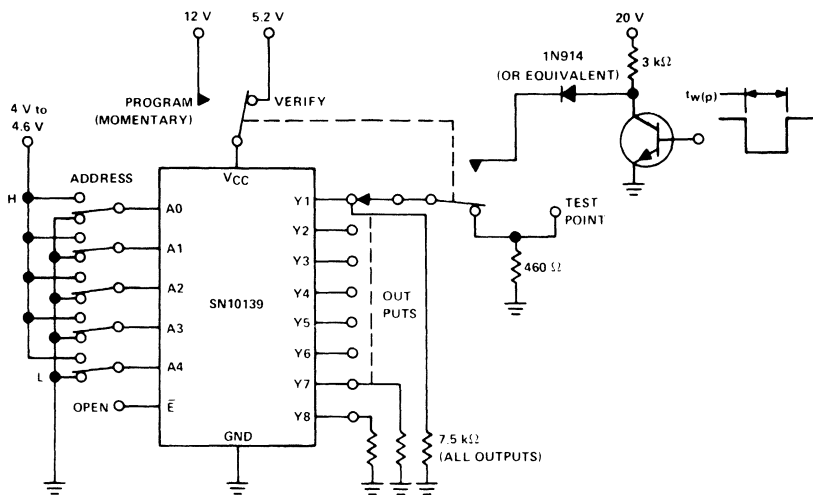 12 V
5.2 V
20 V
1N914
(OR EQUIVALENT)
3 kΩ
tw(p)
PROGRAM
(MOMENTARY)
VERIFY
4 V to
4.6 V
ADDRESS
H
L
VCC
A0
A1
A2
A3
A4
OPEN
E̅
SN10139
GND
Y1
Y2
Y3
Y4
Y5
Y6
Y7
Y8
OUT
PUTS
TEST
POINT
460 Ω
7.5 kΩ
(ALL OUTPUTS)